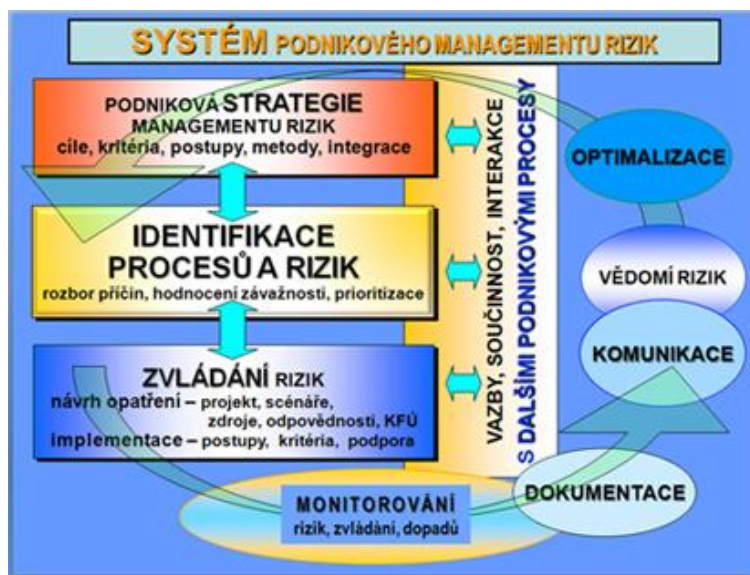 SYSTÉM PODNIKOVÉHO MANAGEMENTU RIZIK
PODNIKOVÁ STRATEGIE
MANAGEMENTU RIZIK
cíle, kritéria, postupy, metody, integrace
IDENTIFIKACE
PROCESŮ A RIZIK
rozbor příčin, hodnocení závažnosti, prioritizace
ZVLÁDÁNÍ RIZIK
návrh opatření – projekt, scénáře,
zdroje, odpovědnosti, KFÚ
implementace – postupy, kritéria, podpora
VAZBY, SOUČINNOST, INTERAKCE
S DALŠÍMI PODNIKOVÝMI PROCESY
OPTIMALIZACE
VĚDOMÍ RIZIK
KOMUNIKACE
DOKUMENTACE
MONITOROVÁNÍ
rizik, zvládání, dopadů